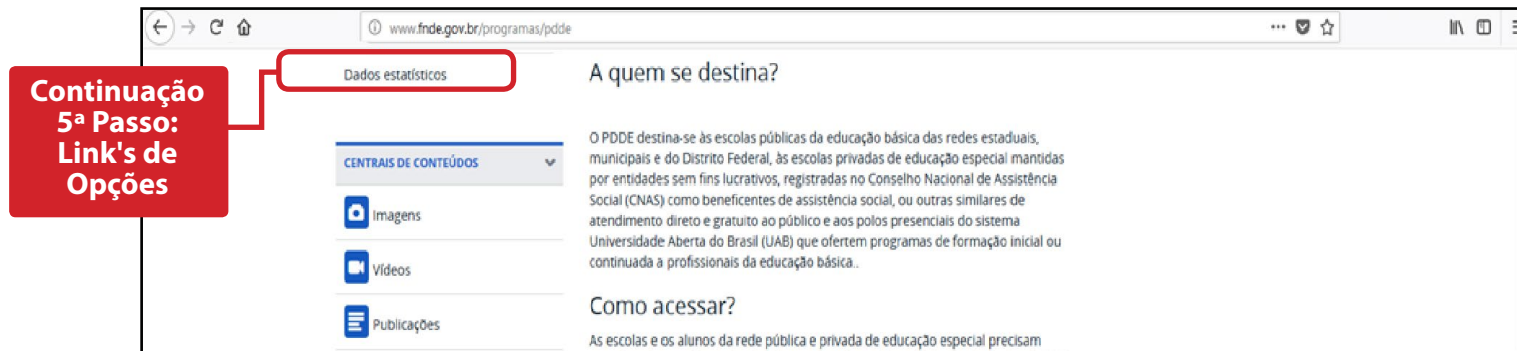 www.fnde.gov.br/programas/pdde
Continuação
5ª Passo:
Link's de
Opções
Dados estatísticos
CENTRAIS DE CONTEÚDOS
Imagens
Vídeos
Publicações
A quem se destina?
O PDDE destina-se às escolas públicas da educação básica das redes estaduais,
municipais e do Distrito Federal, às escolas privadas de educação especial mantidas
por entidades sem fins lucrativos, registradas no Conselho Nacional de Assistência
Social (CNAS) como beneficentes de assistência social, ou outras similares de
atendimento direto e gratuito ao público e aos polos presenciais do sistema
Universidade Aberta do Brasil (UAB) que ofertem programas de formação inicial ou
continuada a profissionais da educação básica..
Como acessar?
As escolas e os alunos da rede pública e privada de educação especial precisam